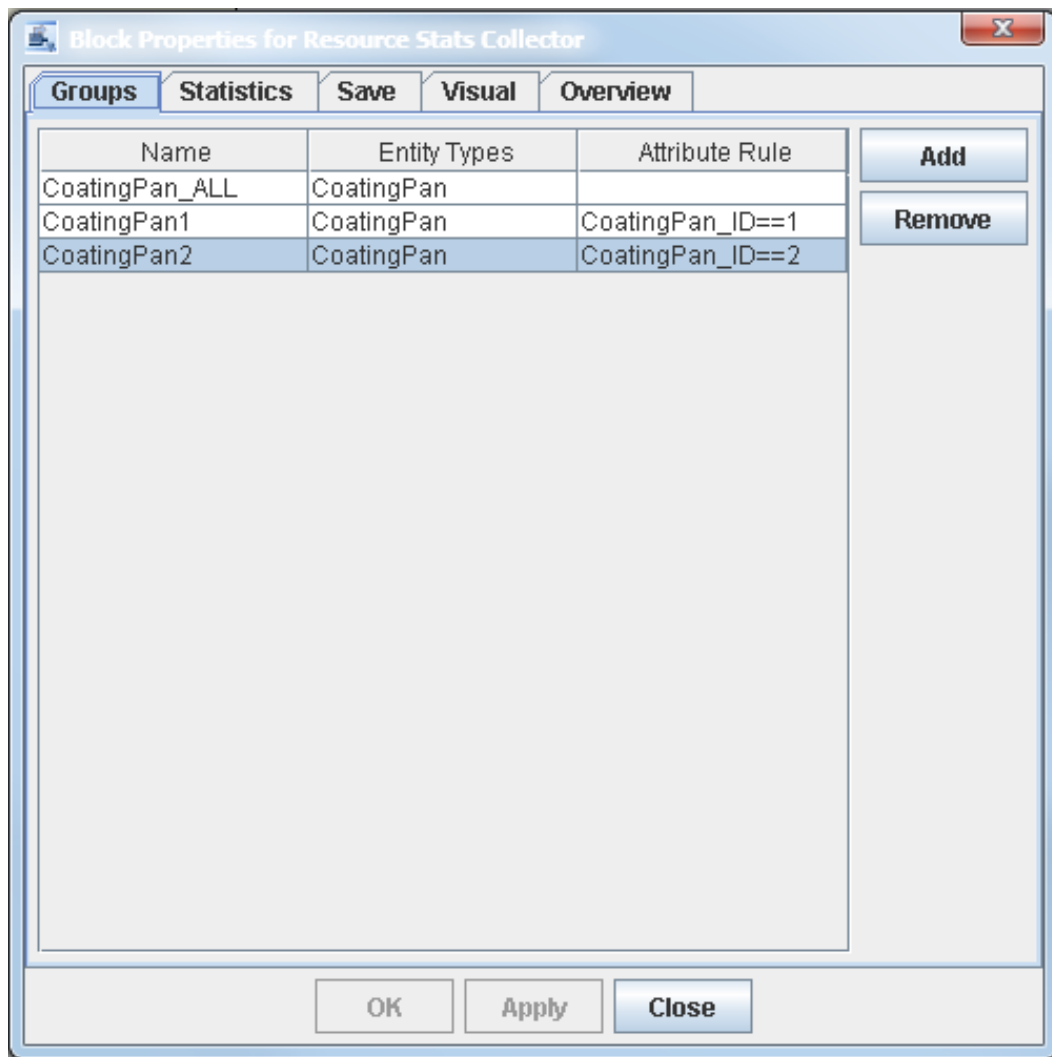 Block Properties for Resource Stats Collector
Groups Statistics Save Visual Overview
Name Entity Types Attribute Rule Add
CoatingPan_ALL CoatingPan
CoatingPan1 CoatingPan CoatingPan_ID==1 Remove
CoatingPan2 CoatingPan CoatingPan_ID==2
OK Apply Close